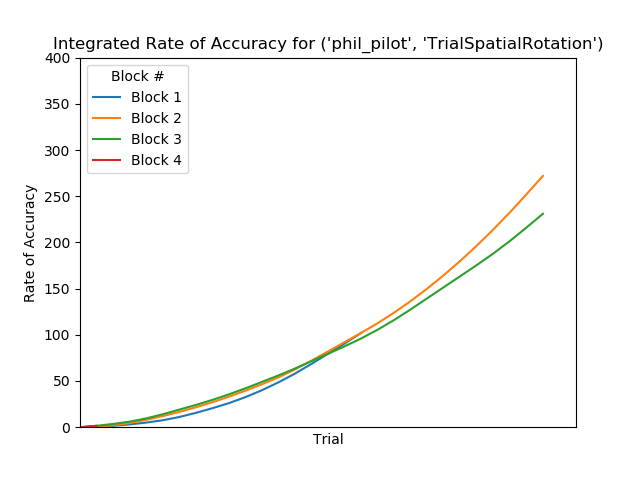 Integrated Rate of Accuracy for ('phil_pilot', 'TrialSpatialRotation')
400
350
300
250
200
150
100
50
0
Rate of Accuracy
Block #
Block 1
Block 2
Block 3
Block 4
Trial